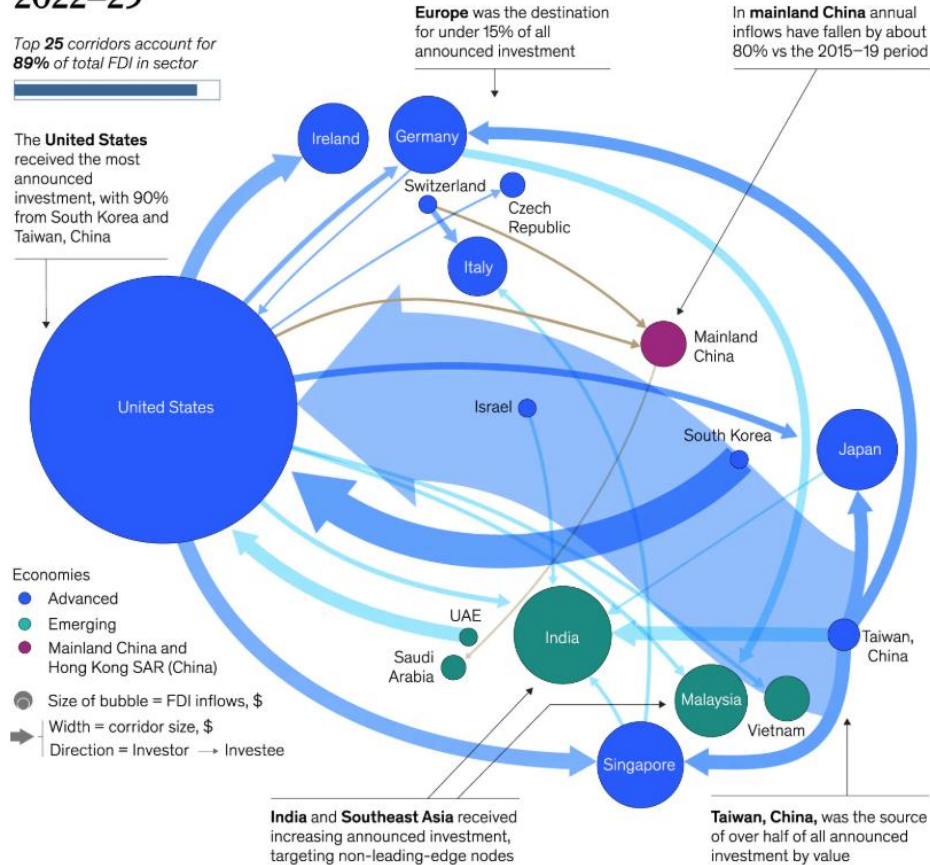 2022–25
Top 25 corridors account for
89% of total FDI in sector
The United States
received the most
announced
investment, with 90%
from South Korea and
Taiwan, China
Europe was the destination
for under 15% of all
announced investment
In mainland China annual
inflows have fallen by about
80% vs the 2015–19 period
Ireland
Germany
Switzerland
Czech
Republic
Italy
Mainland
China
United States
Israel
South Korea
Japan
Economies
Advanced
Emerging
Mainland China and
Hong Kong SAR (China)
Size of bubble = FDI inflows, $
Width = corridor size, $
Direction = Investor → Investee
UAE
Saudi
Arabia
India
Taiwan,
China
Malaysia
Vietnam
Singapore
India and Southeast Asia received
increasing announced investment,
targeting non-leading-edge nodes
Taiwan, China, was the source
of over half of all announced
investment by value